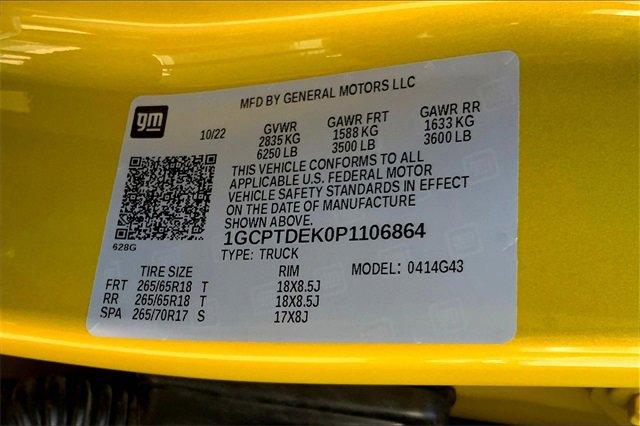 MFD BY GENERAL MOTORS LLC
gm
10/22 GVWR GAWR FRT GAWR RR
2835 KG 1588 KG 1633 KG
6250 LB 3500 LB 3600 LB
THIS VEHICLE CONFORMS TO ALL
APPLICABLE U.S. FEDERAL MOTOR
VEHICLE SAFETY STANDARDS IN EFFECT
ON THE DATE OF MANUFACTURE
SHOWN ABOVE.
628G 1GCPTDEK0P1106864
TYPE: TRUCK
TIRE SIZE RIM MODEL: 0414G43
FRT 265/65R18 T 18X8.5J
RR 265/65R18 T 18X8.5J
SPA 265/70R17 S 17X8J